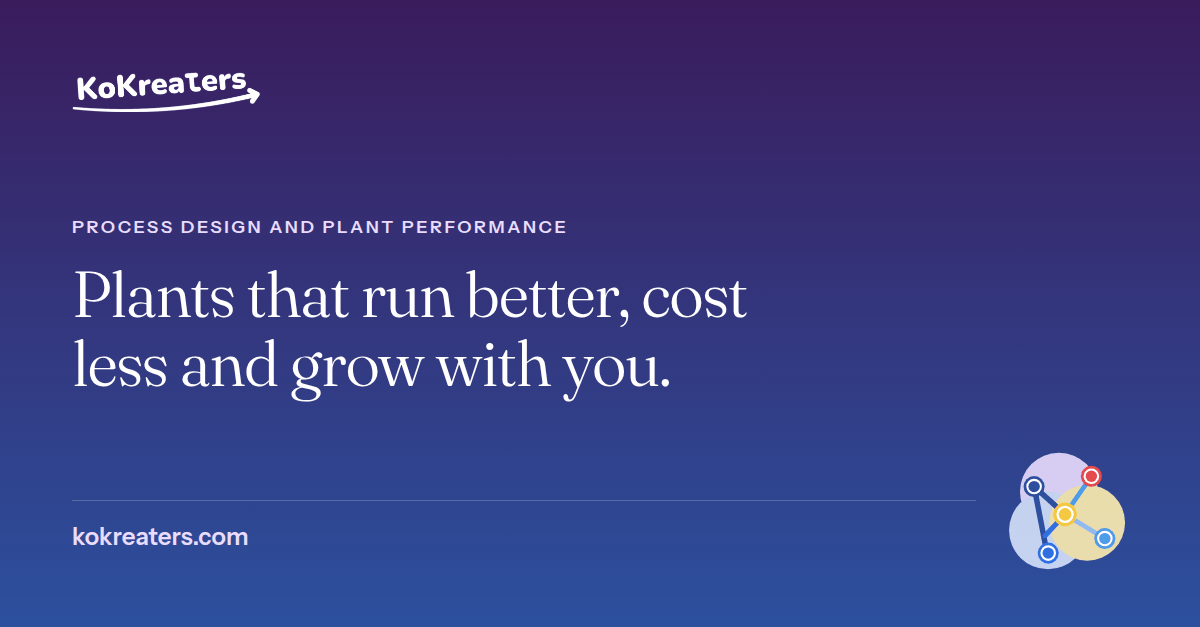 KoKreaTers
PROCESS DESIGN AND PLANT PERFORMANCE
Plants that run better, cost
less and grow with you.
kokreaters.com